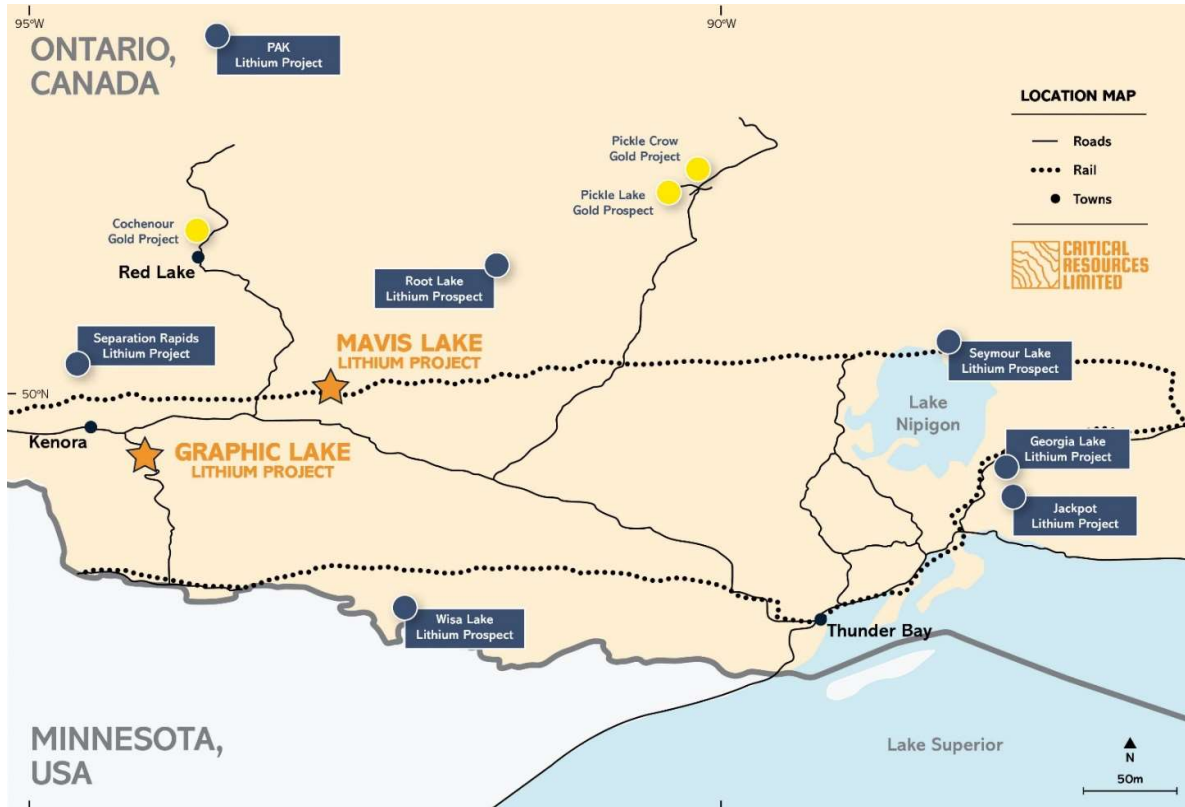 95°W
90°W
ONTARIO,
CANADA
PAK
Lithium Project
LOCATION MAP
Roads
Rail
Towns
CRITICAL
RESOURCES
LIMITED
Pickle Crow
Gold Project
Pickle Lake
Gold Prospect
Cochenour
Gold Project
Red Lake
Root Lake
Lithium Prospect
Separation Rapids
Lithium Project
MAVIS LAKE
LITHIUM PROJECT
Seymour Lake
Lithium Prospect
50°N
Lake
Nipigon
Kenora
GRAPHIC LAKE
LITHIUM PROJECT
Georgia Lake
Lithium Project
Jackpot
Lithium Project
Wisa Lake
Lithium Prospect
Thunder Bay
MINNESOTA,
USA
Lake Superior
N
50m